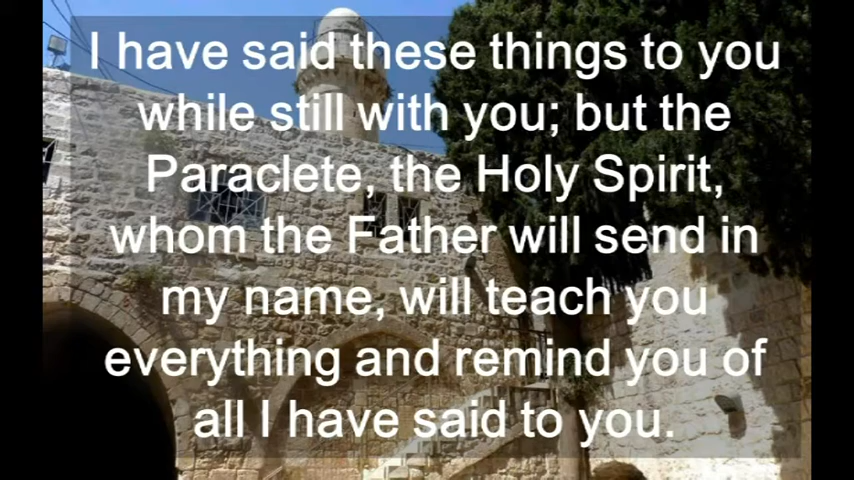 I have said these things to you
while still with you; but the
Paraclete, the Holy Spirit,
whom the Father will send in
my name, will teach you
everything and remind you of
all I have said to you.